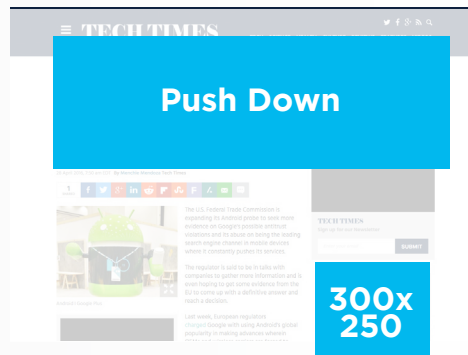 TECH TIMES
Push Down
The U.S. Federal Trade Commission is
expanding its Android probe to seek more
evidence on Google's possible antitrust
violations and its abuse on being the leading
search engine channel in mobile devices
where it constantly pushes its services.
The regulator is said to be in talks with
companies to gather more information and is
even hoping to get some evidence from the
EU to come up with a definitive answer and
reach a decision.
Last week, European regulators
charged Google with using Android's global
popularity in making advances wherein
TECH TIMES
SUBMIT
300x
250